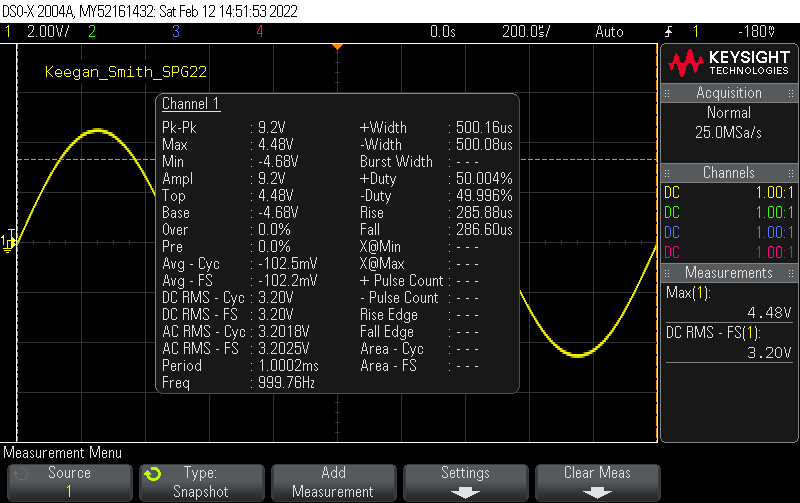 DSO-X 2004A, MY52161432: Sat Feb 12 14:51:53 2022
1 2.00V/ 2 3 4 0.0s 200.0s/ Auto 1 -180
KEYSIGHT
TECHNOLOGIES
Keegan_Smith_SPG22
Acquisition
Normal
25.0MSa/s
Channels
DC 1.00:1
DC 1.00:1
DC 1.00:1
DC 1.00:1
Measurements
Max(1):
4.48V
DC RMS - FS(1):
3.20V
Channel 1
Pk-Pk : 9.2V +Width : 500.16us
Max : 4.48V -Width : 500.08us
Min : -4.68V Burst Width : - - -
Ampl : 9.2V +Duty : 50.004%
Top : 4.48V -Duty : 49.996%
Base : -4.68V Rise : 285.88us
Over : 0.0% Fall : 286.60us
Pre : 0.0% X@Min : - - -
Avg - Cyc : -102.5mV X@Max : - - -
Avg - FS : -102.2mV + Pulse Count : - - -
DC RMS - Cyc : 3.20V - Pulse Count : - - -
DC RMS - FS : 3.20V Rise Edge : - - -
AC RMS - Cyc : 3.2018V Fall Edge : - - -
AC RMS - FS : 3.2025V Area - Cyc : - - -
Period : 1.0002ms Area - FS : - - -
Freq : 999.76Hz
1
Measurement Menu
Source
1
Type:
Snapshot
Add
Measurement
Settings
Clear Meas